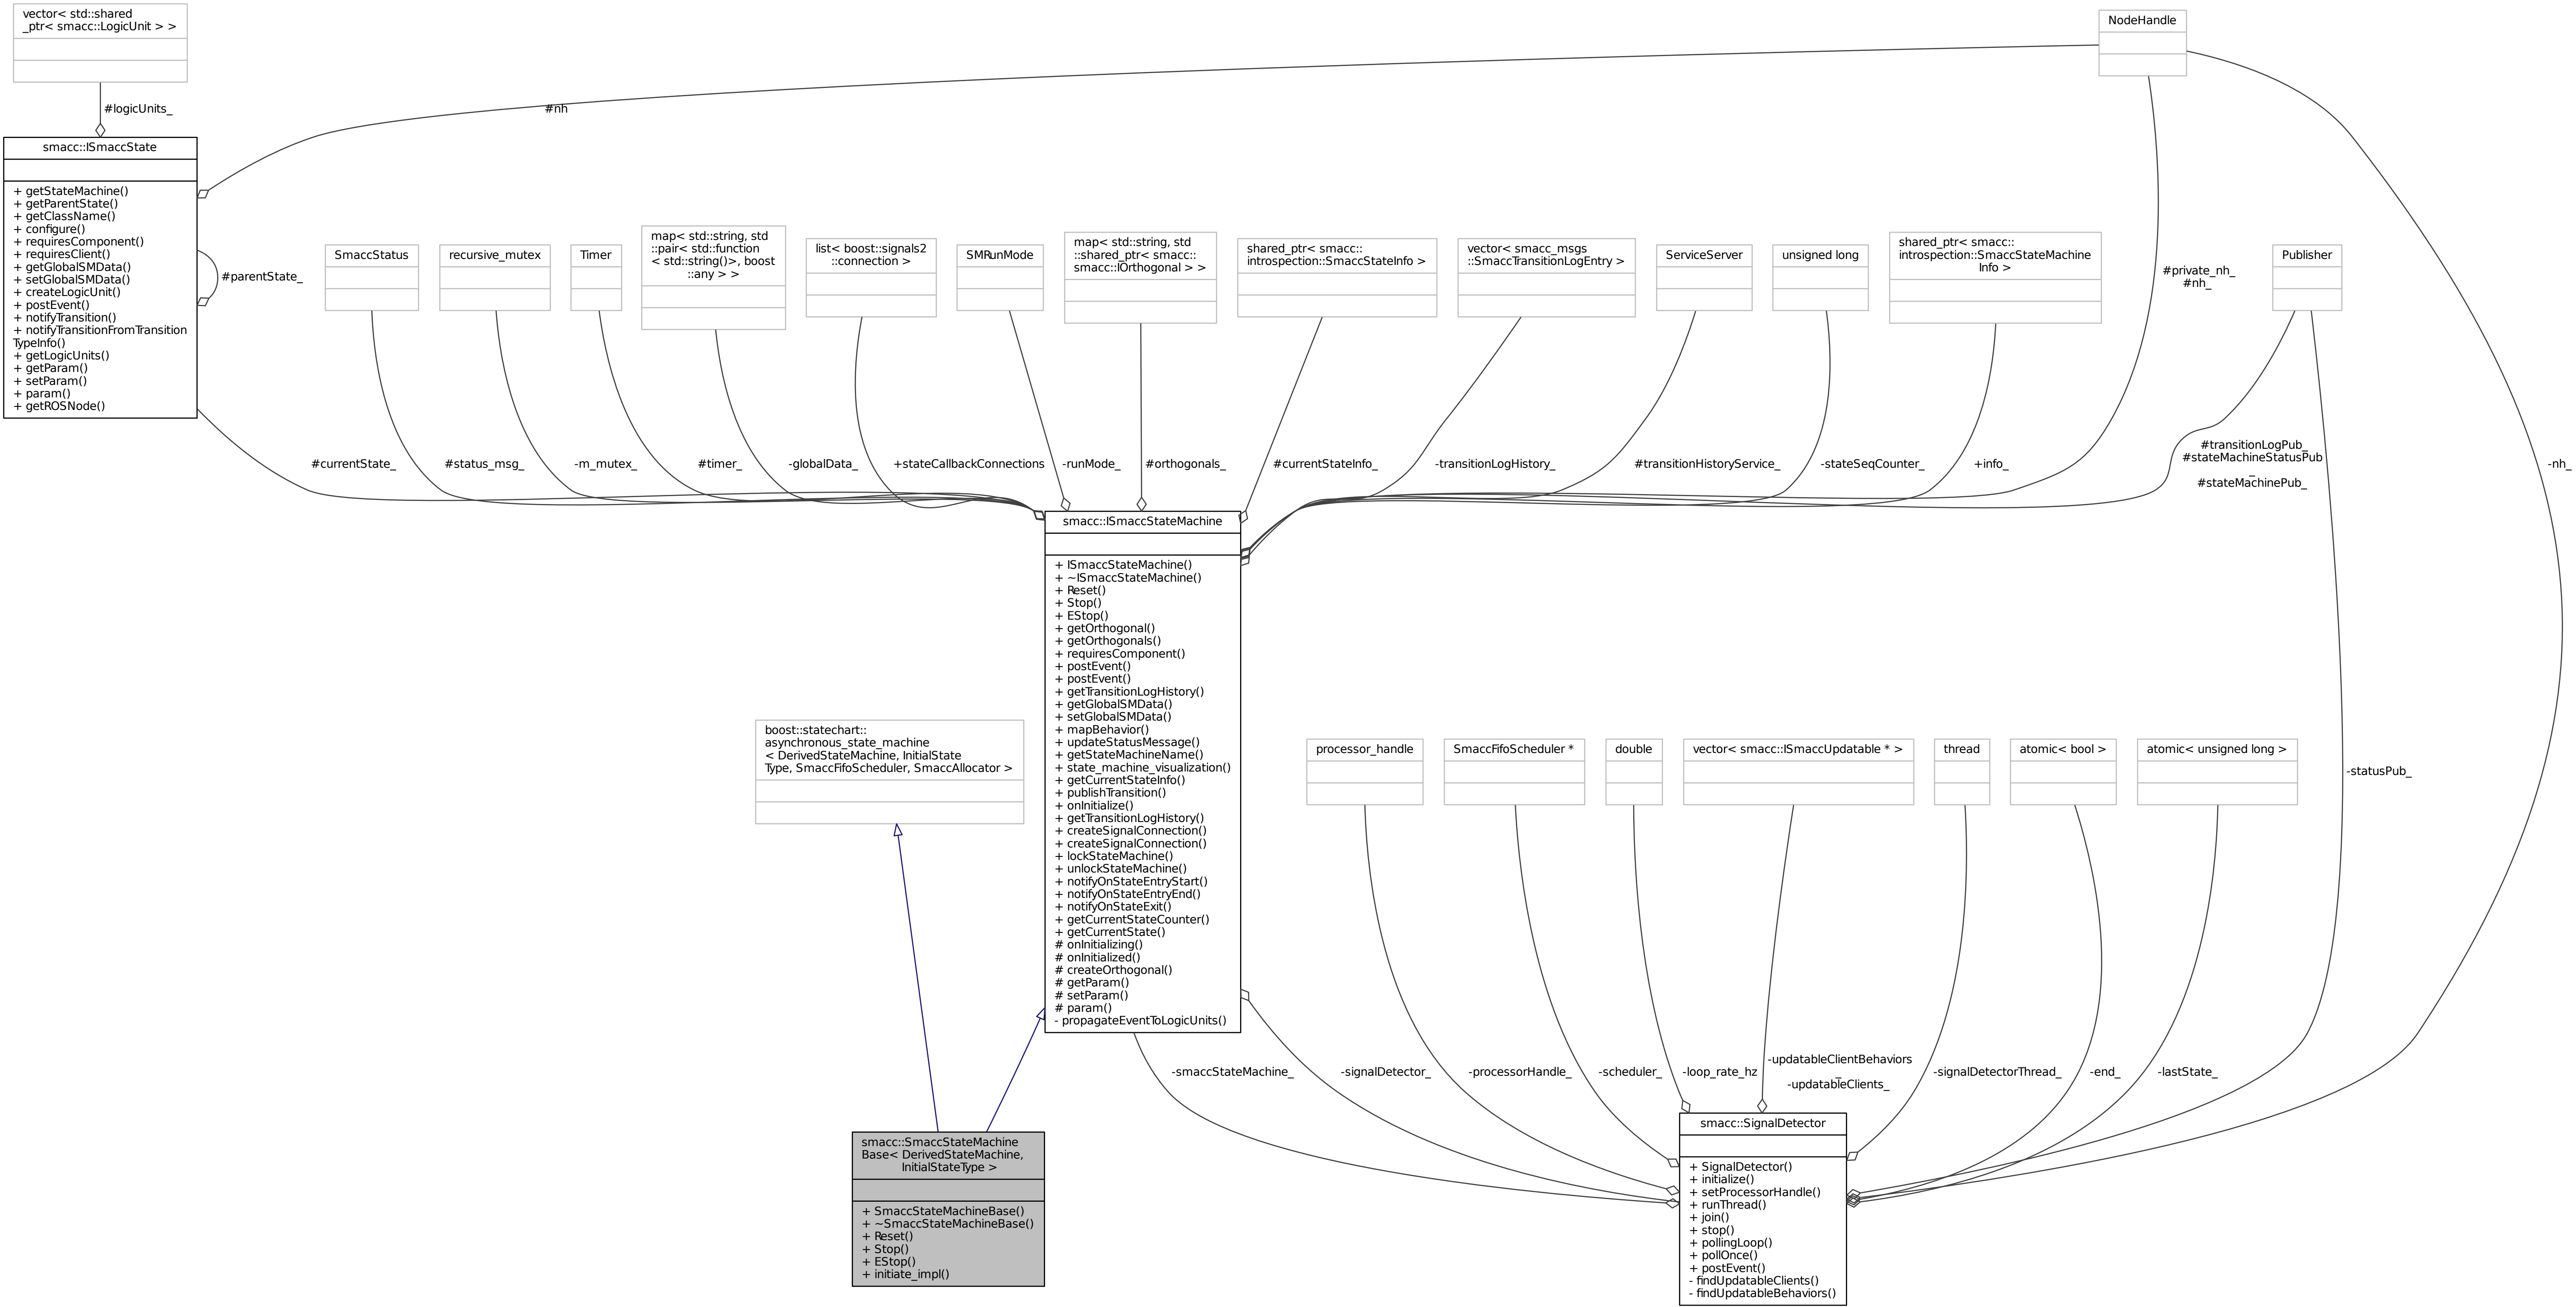 vector< std::shared
_ptr< smacc::LogicUnit > >
NodeHandle
#logicUnits_
#nh
smacc::ISmaccState
+ getStateMachine()
+ getParentState()
+ getClassName()
+ configure()
+ requiresComponent()
+ requiresClient()
+ getGlobalSMData()
+ setGlobalSMData()
+ createLogicUnit()
+ postEvent()
+ notifyTransition()
+ notifyTransitionFromTransition
TypeInfo()
+ getLogicUnits()
+ getParam()
+ setParam()
+ param()
+ getROSNode()
#parentState_
SmaccStatus
recursive_mutex
Timer
map< std::string, std
::pair< std::function
< std::string()>, boost
::any > >
list< boost::signals2
::connection >
SMRunMode
map< std::string, std
::shared_ptr< smacc::
smacc::IOrthogonal > >
shared_ptr< smacc::
introspection::SmaccStateInfo >
vector< smacc_msgs
::SmaccTransitionLogEntry >
ServiceServer
unsigned long
shared_ptr< smacc::
introspection::SmaccStateMachine
Info >
#private_nh_
#nh_
Publisher
#currentState_
#status_msg_
-m_mutex_
#timer_
-globalData_
+stateCallbackConnections
-runMode_
#orthogonals_
#currentStateInfo_
-transitionLogHistory_
#transitionHistoryService_
-stateSeqCounter_
+info_
#transitionLogPub_
#stateMachineStatusPub
_
#stateMachinePub_
-nh_
smacc::ISmaccStateMachine
+ ISmaccStateMachine()
+ ~ISmaccStateMachine()
+ Reset()
+ Stop()
+ EStop()
+ getOrthogonal()
+ getOrthogonals()
+ requiresComponent()
+ postEvent()
+ postEvent()
+ getTransitionLogHistory()
+ getGlobalSMData()
+ setGlobalSMData()
+ mapBehavior()
+ updateStatusMessage()
+ getStateMachineName()
+ state_machine_visualization()
+ getCurrentStateInfo()
+ publishTransition()
+ onInitialize()
+ getTransitionLogHistory()
+ createSignalConnection()
+ createSignalConnection()
+ lockStateMachine()
+ unlockStateMachine()
+ notifyOnStateEntryStart()
+ notifyOnStateEntryEnd()
+ notifyOnStateExit()
+ getCurrentStateCounter()
+ getCurrentState()
# onInitializing()
# onInitialized()
# createOrthogonal()
# getParam()
# setParam()
# param()
- propagateEventToLogicUnits()
boost::statechart::
asynchronous_state_machine
< DerivedStateMachine, InitialState
Type, SmaccFifoScheduler, SmaccAllocator >
processor_handle
SmaccFifoScheduler *
double
vector< smacc::ISmaccUpdatable * >
thread
atomic< bool >
atomic< unsigned long >
-statusPub_
-smaccStateMachine_
-signalDetector_
-processorHandle_
-scheduler_
-loop_rate_hz
-updatableClientBehaviors
_
-updatableClients_
-signalDetectorThread_
-end_
-lastState_
smacc::SmaccStateMachine
Base< DerivedStateMachine,
InitialStateType >
+ SmaccStateMachineBase()
+ ~SmaccStateMachineBase()
+ Reset()
+ Stop()
+ EStop()
+ initiate_impl()
smacc::SignalDetector
+ SignalDetector()
+ initialize()
+ setProcessorHandle()
+ runThread()
+ join()
+ stop()
+ pollingLoop()
+ pollOnce()
+ postEvent()
- findUpdatableClients()
- findUpdatableBehaviors()